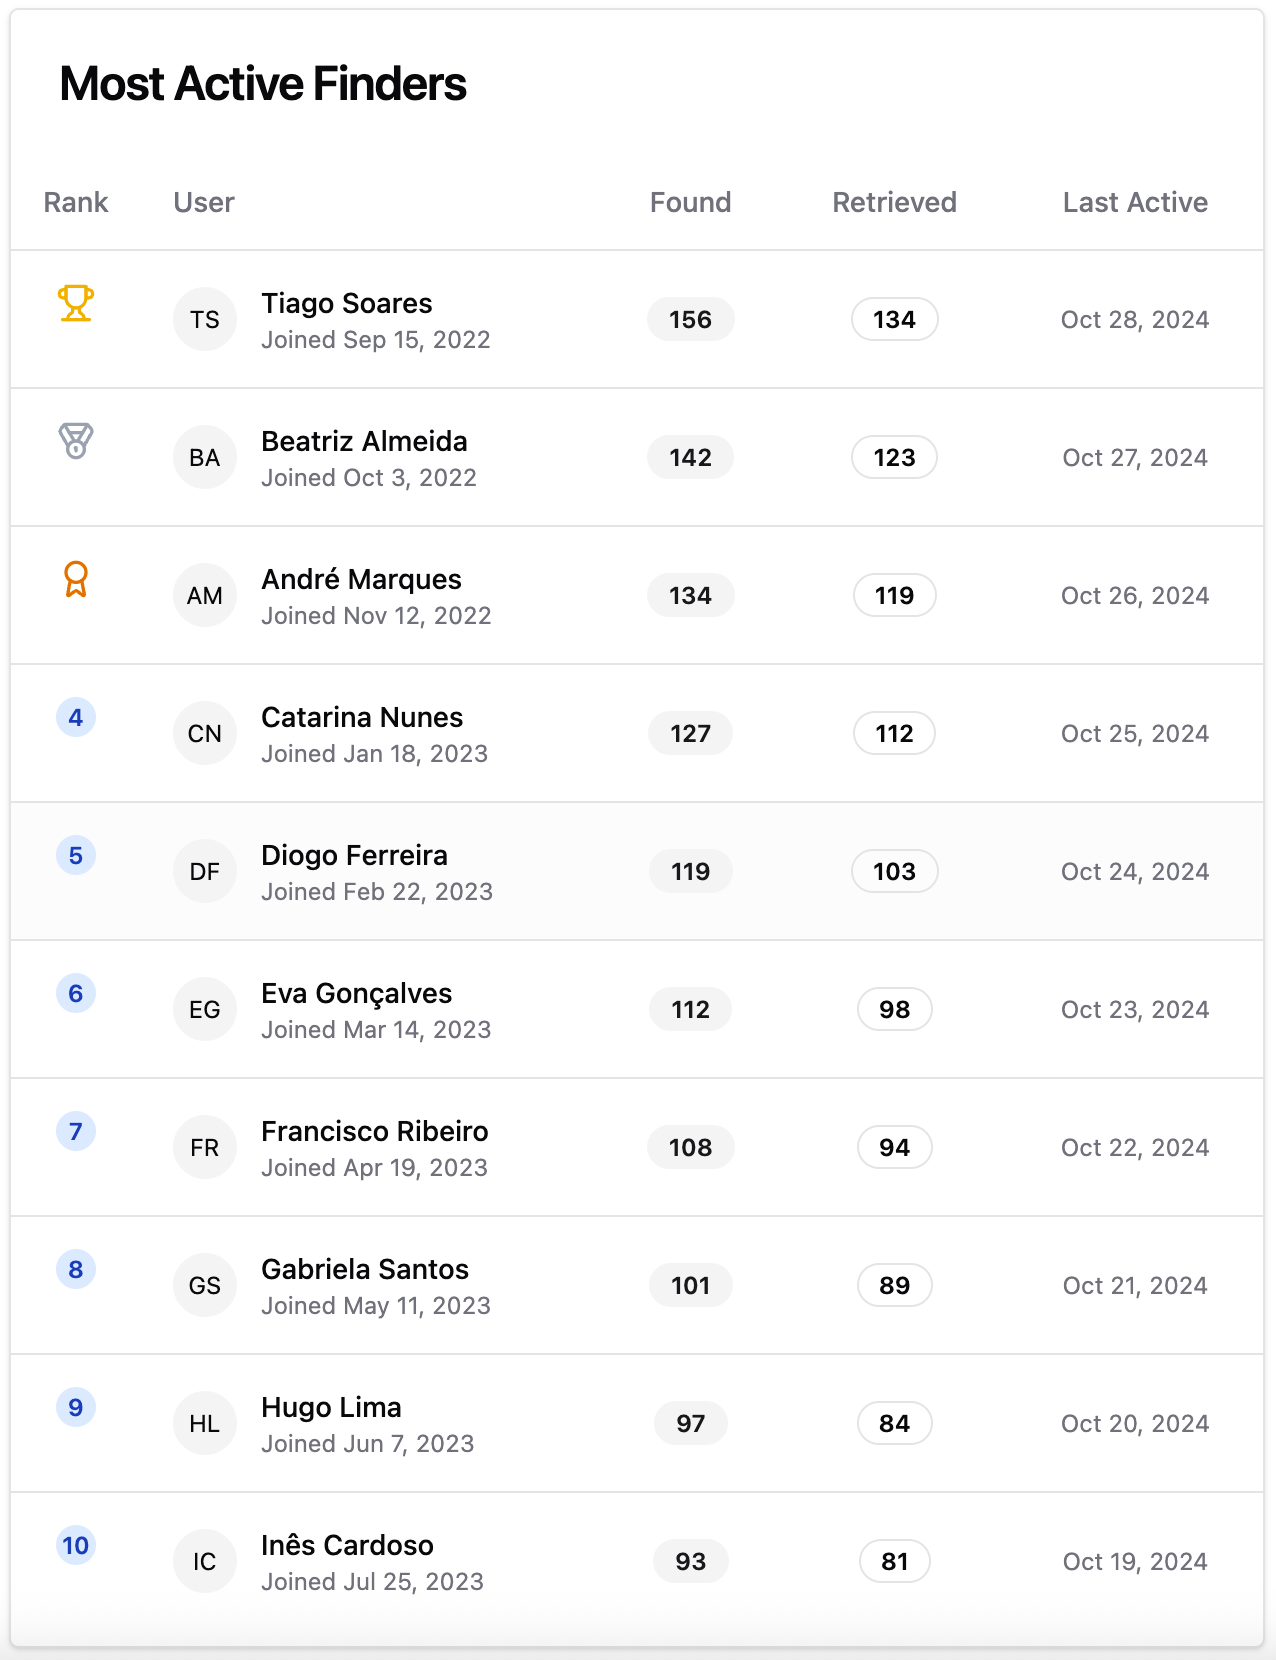 Most Active Finders
Rank User Found Retrieved Last Active
TS Tiago Soares 156 134 Oct 28, 2024
Joined Sep 15, 2022
BA Beatriz Almeida 142 123 Oct 27, 2024
Joined Oct 3, 2022
AM André Marques 134 119 Oct 26, 2024
Joined Nov 12, 2022
4 CN Catarina Nunes 127 112 Oct 25, 2024
Joined Jan 18, 2023
5 DF Diogo Ferreira 119 103 Oct 24, 2024
Joined Feb 22, 2023
6 EG Eva Gonçalves 112 98 Oct 23, 2024
Joined Mar 14, 2023
7 FR Francisco Ribeiro 108 94 Oct 22, 2024
Joined Apr 19, 2023
8 GS Gabriela Santos 101 89 Oct 21, 2024
Joined May 11, 2023
9 HL Hugo Lima 97 84 Oct 20, 2024
Joined Jun 7, 2023
10 IC Inês Cardoso 93 81 Oct 19, 2024
Joined Jul 25, 2023